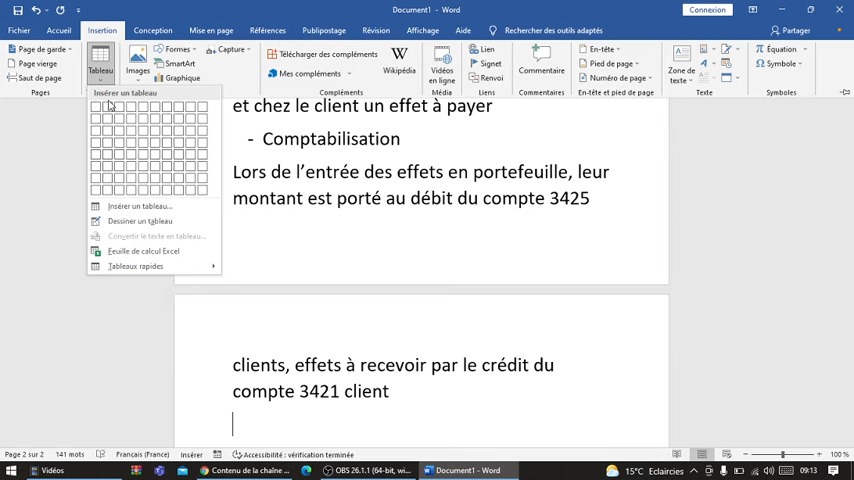 Document1 - Word
Connexion
Fichier Accueil Insertion Conception Mise en page Références Publipostage Révision Affichage Aide Rechercher des outils adaptés Partager
Page de garde
Page vierge
Saut de page
Pages
Tableau
Images
Formes
SmartArt
Graphique
Capture
Télécharger des compléments
Mes compléments
Compléments
Wikipédia
Vidéos en ligne
Média
Lien
Signet
Renvoi
Liens
Commentaire
Commentaires
En-tête
Pied de page
Numéro de page
En-tête et pied de page
Zone de texte
Texte
Équation
Symbole
Symboles
Insérer un tableau
Insérer un tableau...
Dessiner un tableau
Convertir le texte en tableau...
Feuille de calcul Excel
Tableaux rapides
et chez le client un effet à payer
- Comptabilisation
Lors de l’entrée des effets en portefeuille, leur
montant est porté au débit du compte 3425
clients, effets à recevoir par le crédit du
compte 3421 client
Page 2 sur 2 141 mots Français (France) Insérer Accessibilité : vérification terminée 100 %
Vidéos Contenu de la chaîne ... OBS 26.1.1 (64-bit, wi... Document1 - Word 15°C Eclaircies 09:13